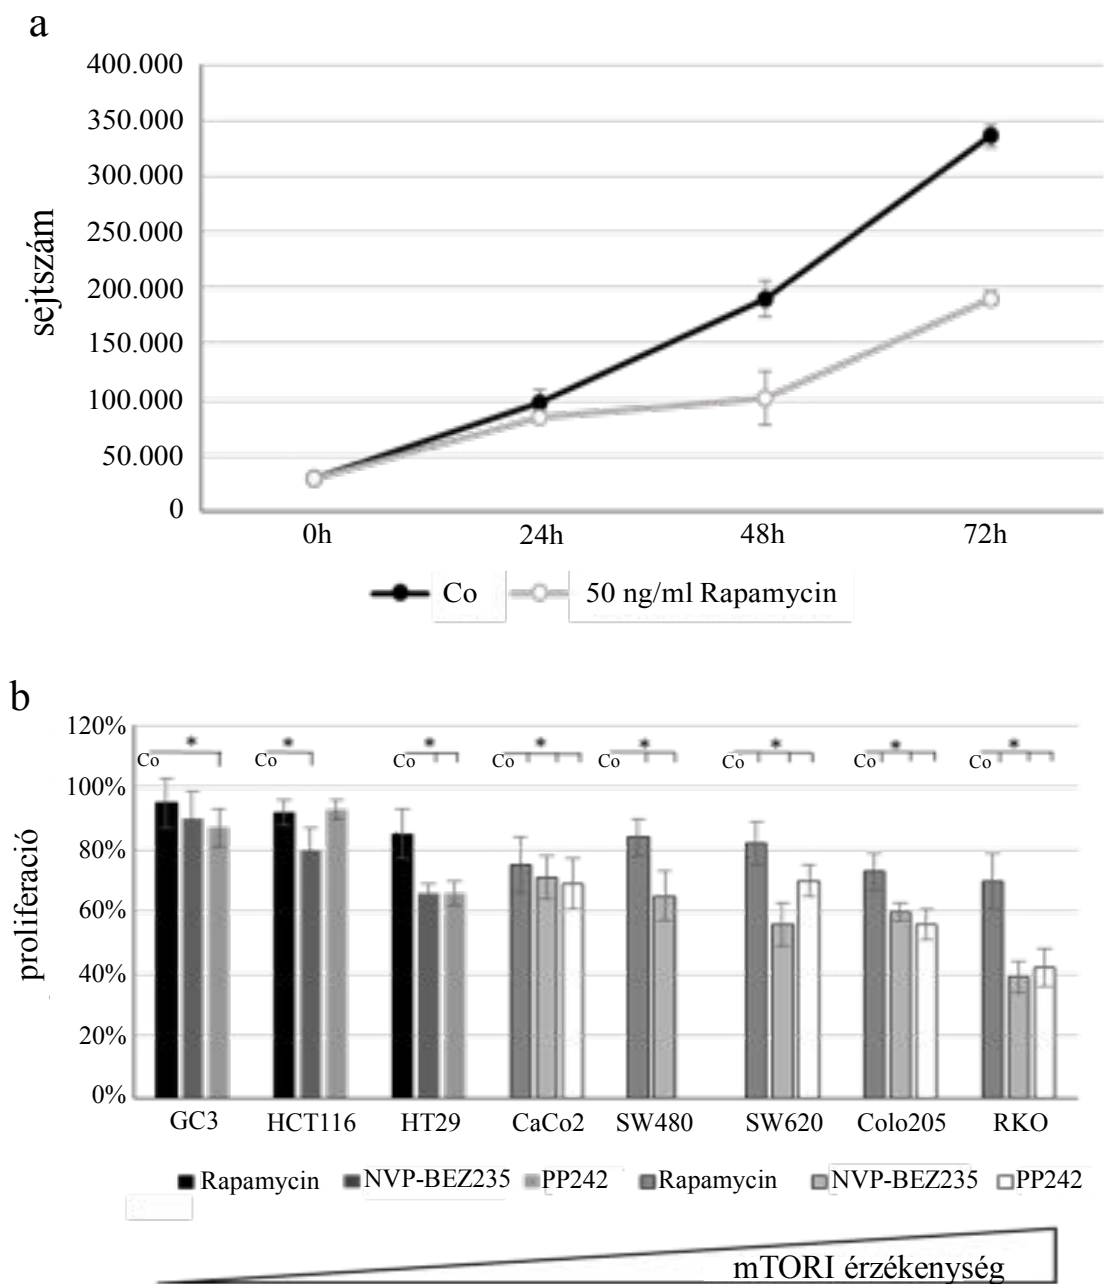 a
400.000
350.000
300.000
250.000
200.000
150.000
100.000
50.000
0
sejtszám
0h 24h 48h 72h
Co 50 ng/ml Rapamycin
b
120%
100%
80%
60%
40%
20%
0%
proliferació
Co * Co * Co * Co * Co * Co * Co * Co *
GC3 HCT116 HT29 CaCo2 SW480 SW620 Colo205 RKO
Rapamycin NVP-BEZ235 PP242 Rapamycin NVP-BEZ235 PP242
mTORI érzékenység